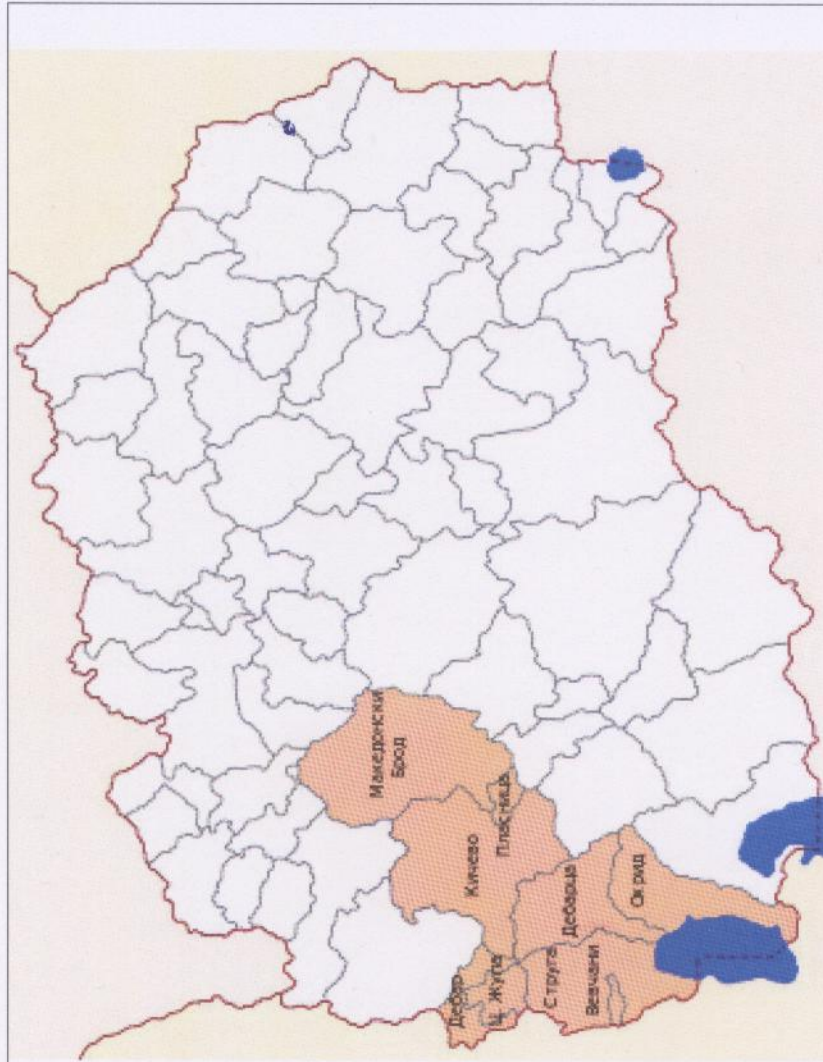 Македонски
Брод
Кичево
Пласница
Дебар
Ц. Жупа
Дебарца
Струга
Охрид
Вевчани